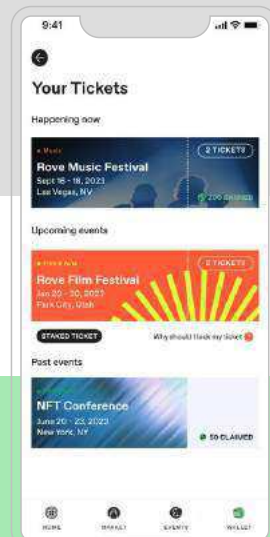 9:41
Your Tickets
Happening now
Music
2 TICKETS
Rove Music Festival
Sept 16 - 18, 2023
Las Vegas, NV
Upcoming events
2 TICKETS
Rove Film Festival
Jan 20 - 30, 2023
Park City, Utah
STAKED TICKET
Why should I stake my ticket
Past events
NFT Conference
June 20 - 23, 2023
New York, NY
50 CLAIMED
HOME
MARKET
EVENTS
WALLET